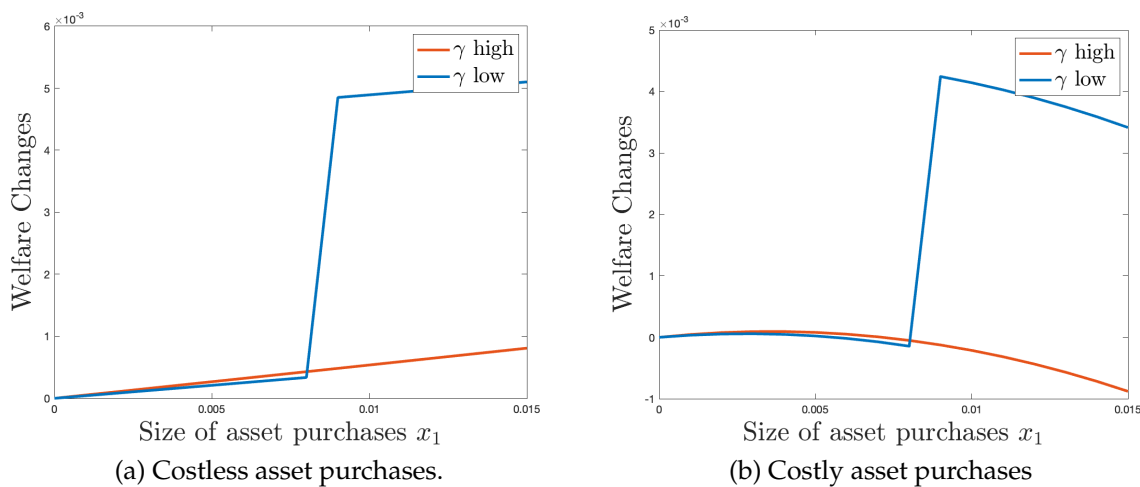 ×10⁻³
6
5
4
3
2
1
0
0
0.005
0.01
0.015
Welfare Changes
Size of asset purchases x₁
γ high
γ low
(a) Costless asset purchases.
×10⁻³
5
4
3
2
1
0
-1
0
0.005
0.01
0.015
Welfare Changes
Size of asset purchases x₁
γ high
γ low
(b) Costly asset purchases